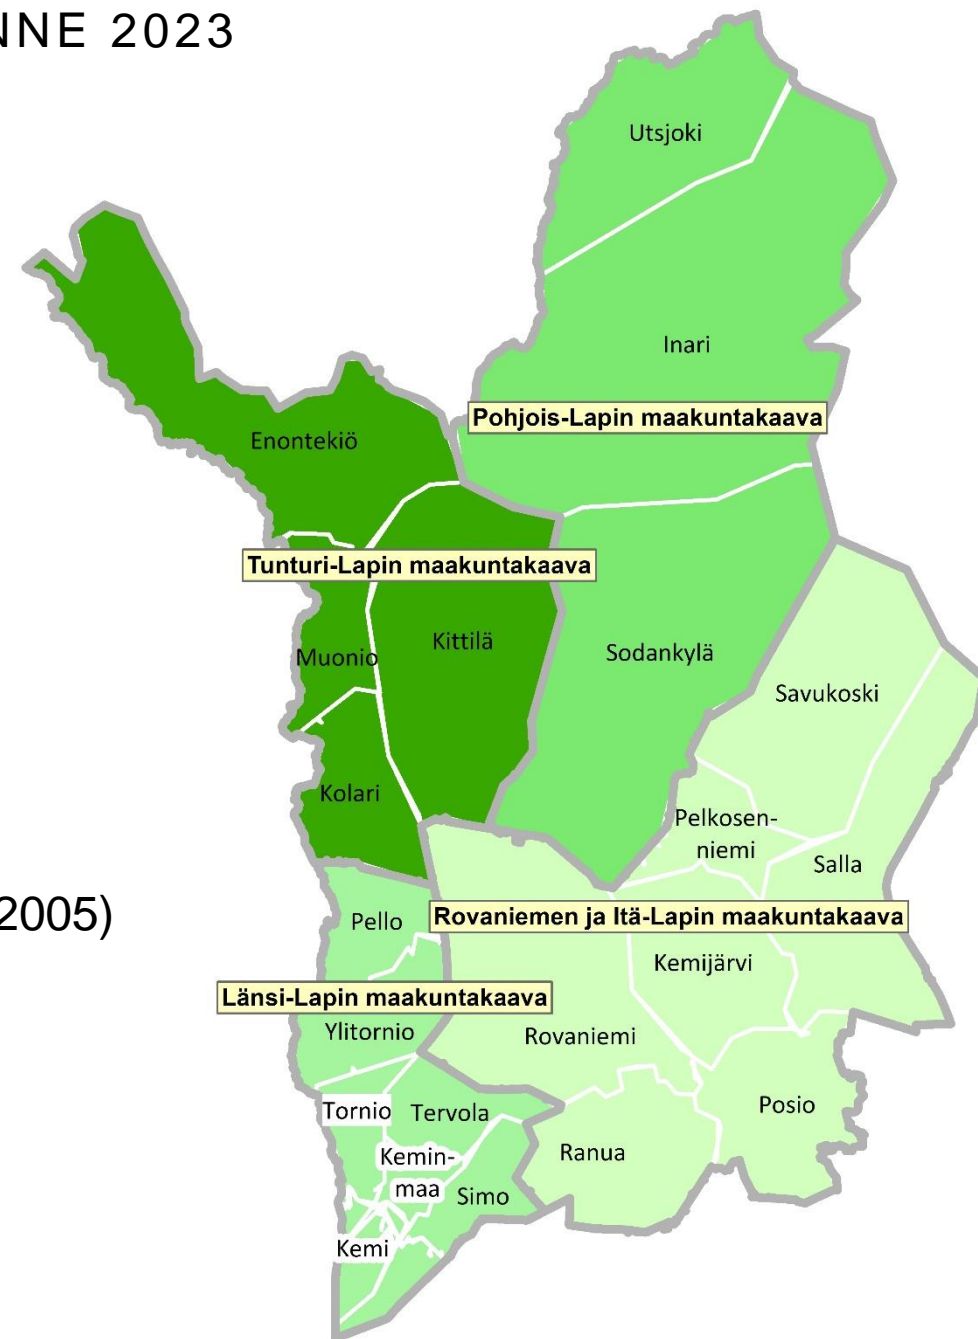 NNE 2023
Utsjoki
Inari
Pohjois-Lapin maakuntakaava
Enontekiö
Tunturi-Lapin maakuntakaava
Kittilä
Muonio
Sodankylä
Savukoski
Kolari
Pelkosen-
niemi
Salla
2005)
Pello
Rovaniemen ja Itä-Lapin maakuntakaava
Kemijärvi
Länsi-Lapin maakuntakaava
Ylitornio
Rovaniemi
Tornio
Tervola
Posio
Ranua
Kemin-
maa
Simo
Kemi